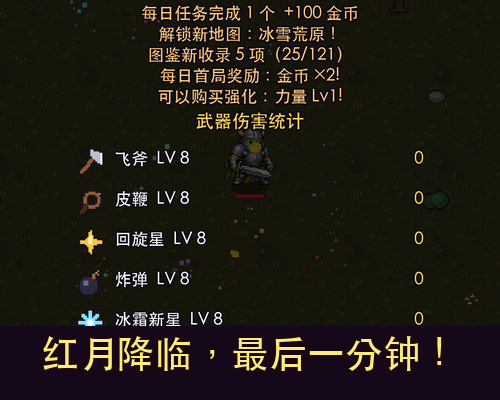 每日任务完成 1 个 +100 金币
解锁新地图：冰雪荒原！
图鉴新收录 5 项 (25/121)
每日首局奖励：金币 ×2!
可以购买强化：力量 Lv1!
武器伤害统计
飞斧 LV 8 0
皮鞭 LV 8 0
回旋星 LV 8 0
炸弹 LV 8 0
冰霜新星 LV 8 0
红月降临，最后一分钟！